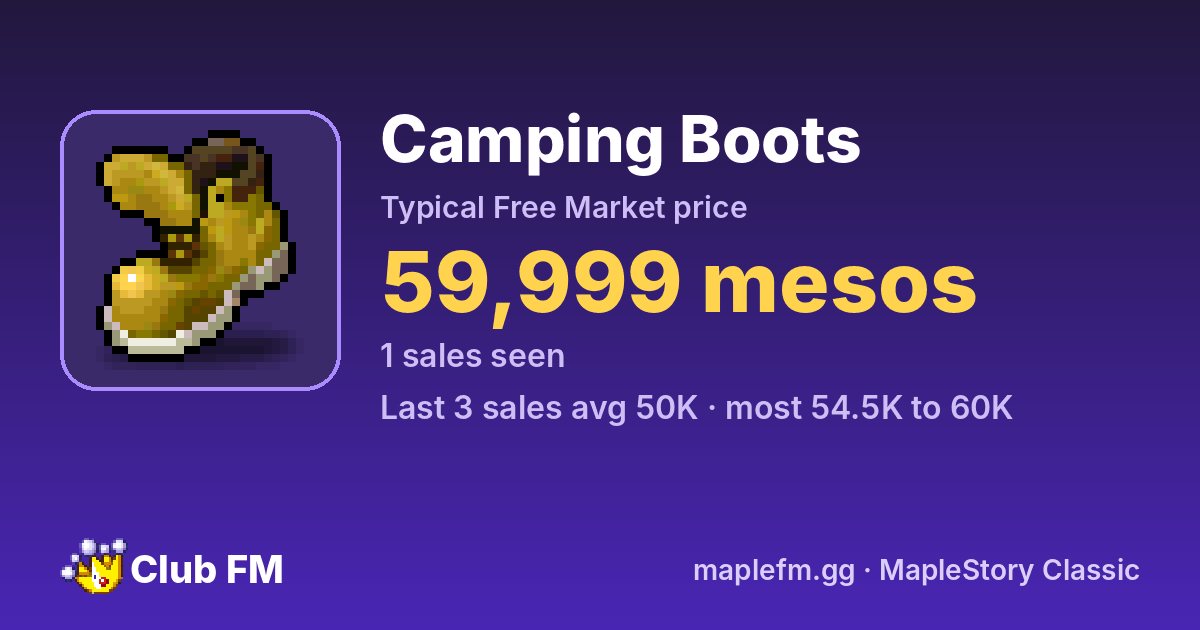 Camping Boots
Typical Free Market price
59,999 mesos
1 sales seen
Last 3 sales avg 50K · most 54.5K to 60K
Club FM
maplefm.gg · MapleStory Classic